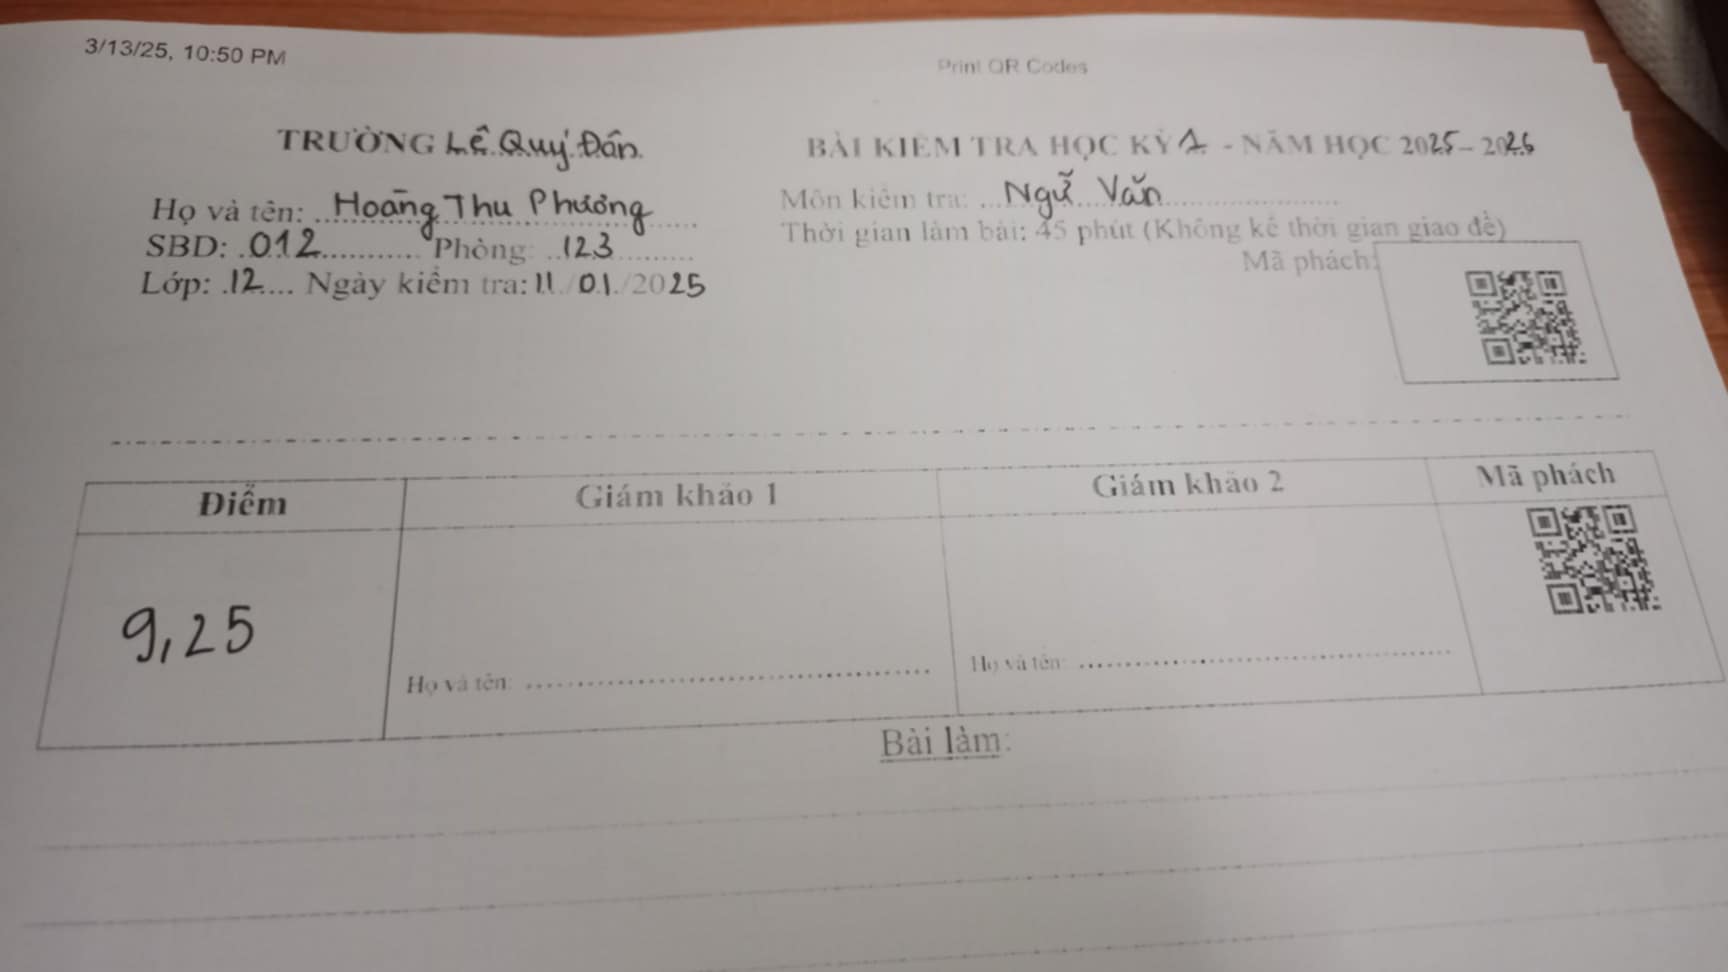 3/13/25, 10:50 PM
Print QR Codes
TRƯỜNG Lê Quý Đôn
BÀI KIỂM TRA HỌC KỲ 1 - NĂM HỌC 2025 – 2026
Họ và tên: Hoàng Thu Phương
Môn kiểm tra: Ngữ Văn
SBD: 012 Phòng: 123
Thời gian làm bài: 45 phút (Không kể thời gian giao đề)
Lớp: 12 Ngày kiểm tra: 11/01/2025
Mã phách:
Điểm
Giám khảo 1
Giám khảo 2
Mã phách
9,25
Họ và tên:
Họ và tên:
Bài làm: